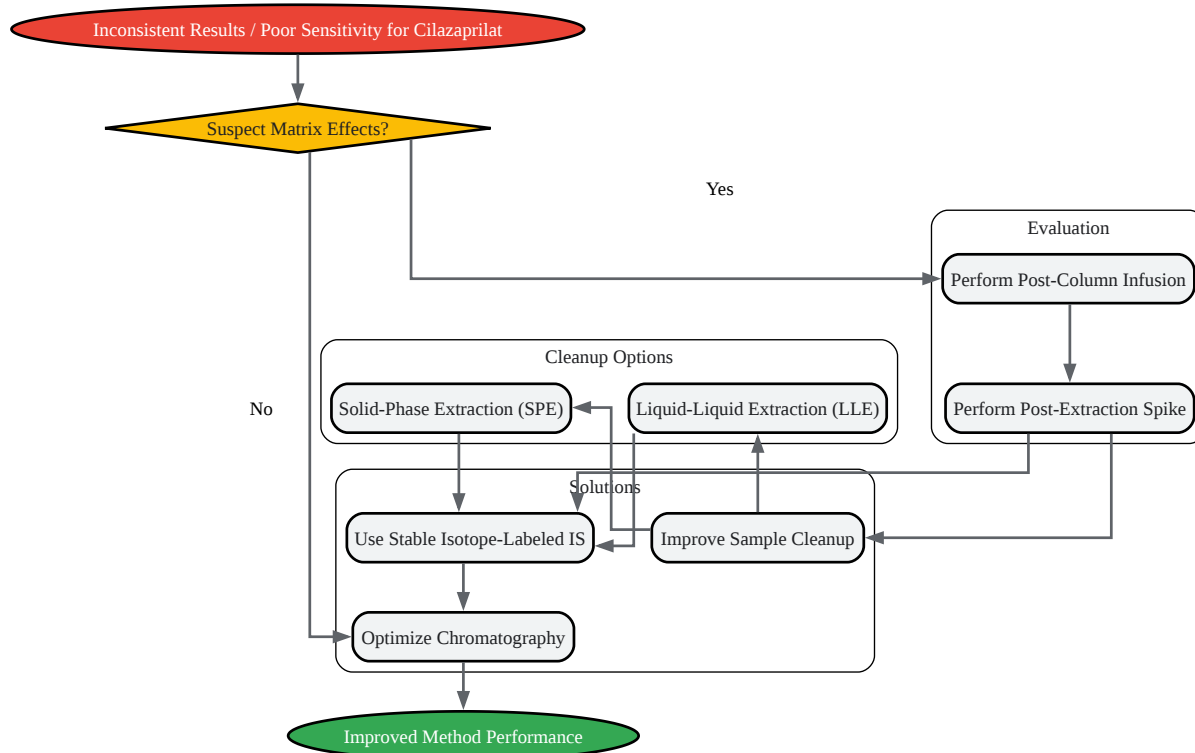 Inconsistent Results / Poor Sensitivity for Cilazaprilat
Suspect Matrix Effects?
Yes
Evaluation
Perform Post-Column Infusion
Cleanup Options
Solid-Phase Extraction (SPE)
Liquid-Liquid Extraction (LLE)
Perform Post-Extraction Spike
No
Solutions
Use Stable Isotope-Labeled IS
Improve Sample Cleanup
Optimize Chromatography
Improved Method Performance